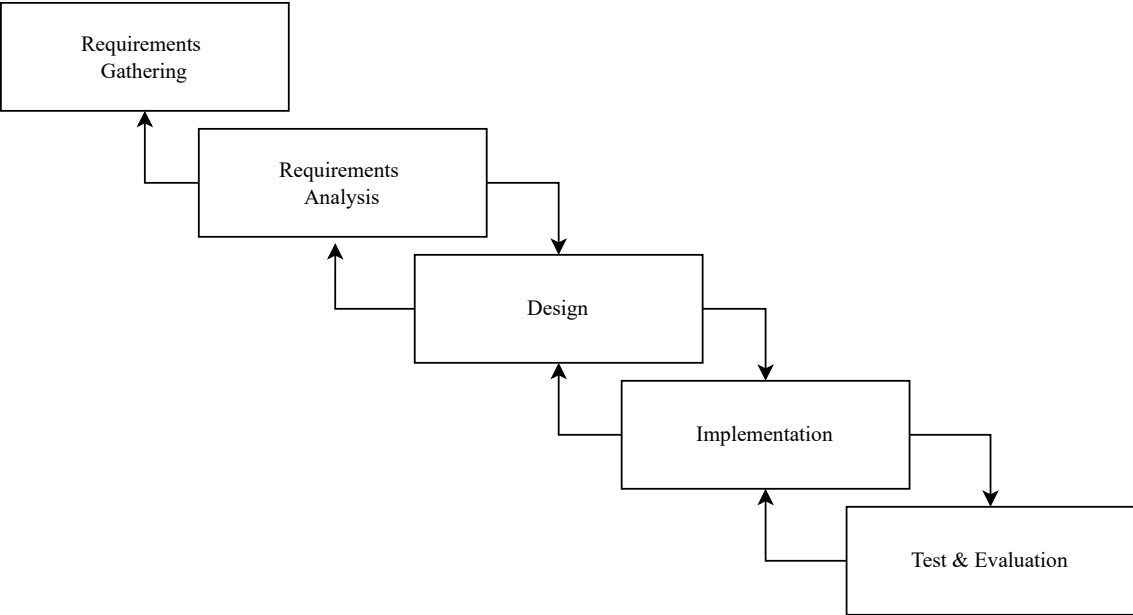 Requirements
Gathering
Requirements
Analysis
Design
Implementation
Test & Evaluation